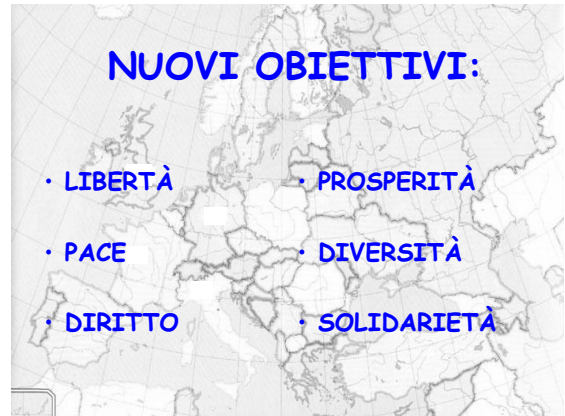 NUOVI OBIETTIVI:
• LIBERTÀ
• PACE
• DIRITTO
• PROSPERITÀ
• DIVERSITÀ
• SOLIDARIETÀ